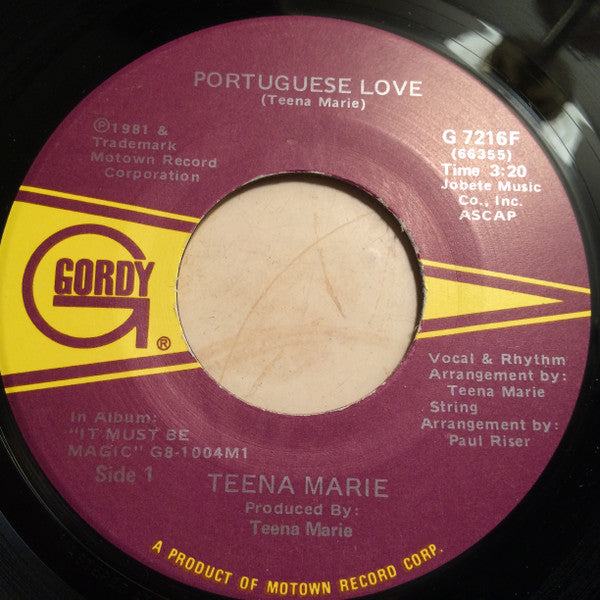 PORTUGUESE LOVE
(Teena Marie)
℗1981 &
Trademark
Motown Record
Corporation
G 7216F
(66355)
Time 3:20
Jobete Music
Co., Inc.
ASCAP
GORDY
®
Vocal & Rhythm
Arrangement by:
Teena Marie
String
Arrangement by:
Paul Riser
In Album:
"IT MUST BE
MAGIC" G8-1004M1
Side 1
TEENA MARIE
Produced By:
Teena Marie
A PRODUCT OF MOTOWN RECORD CORP.